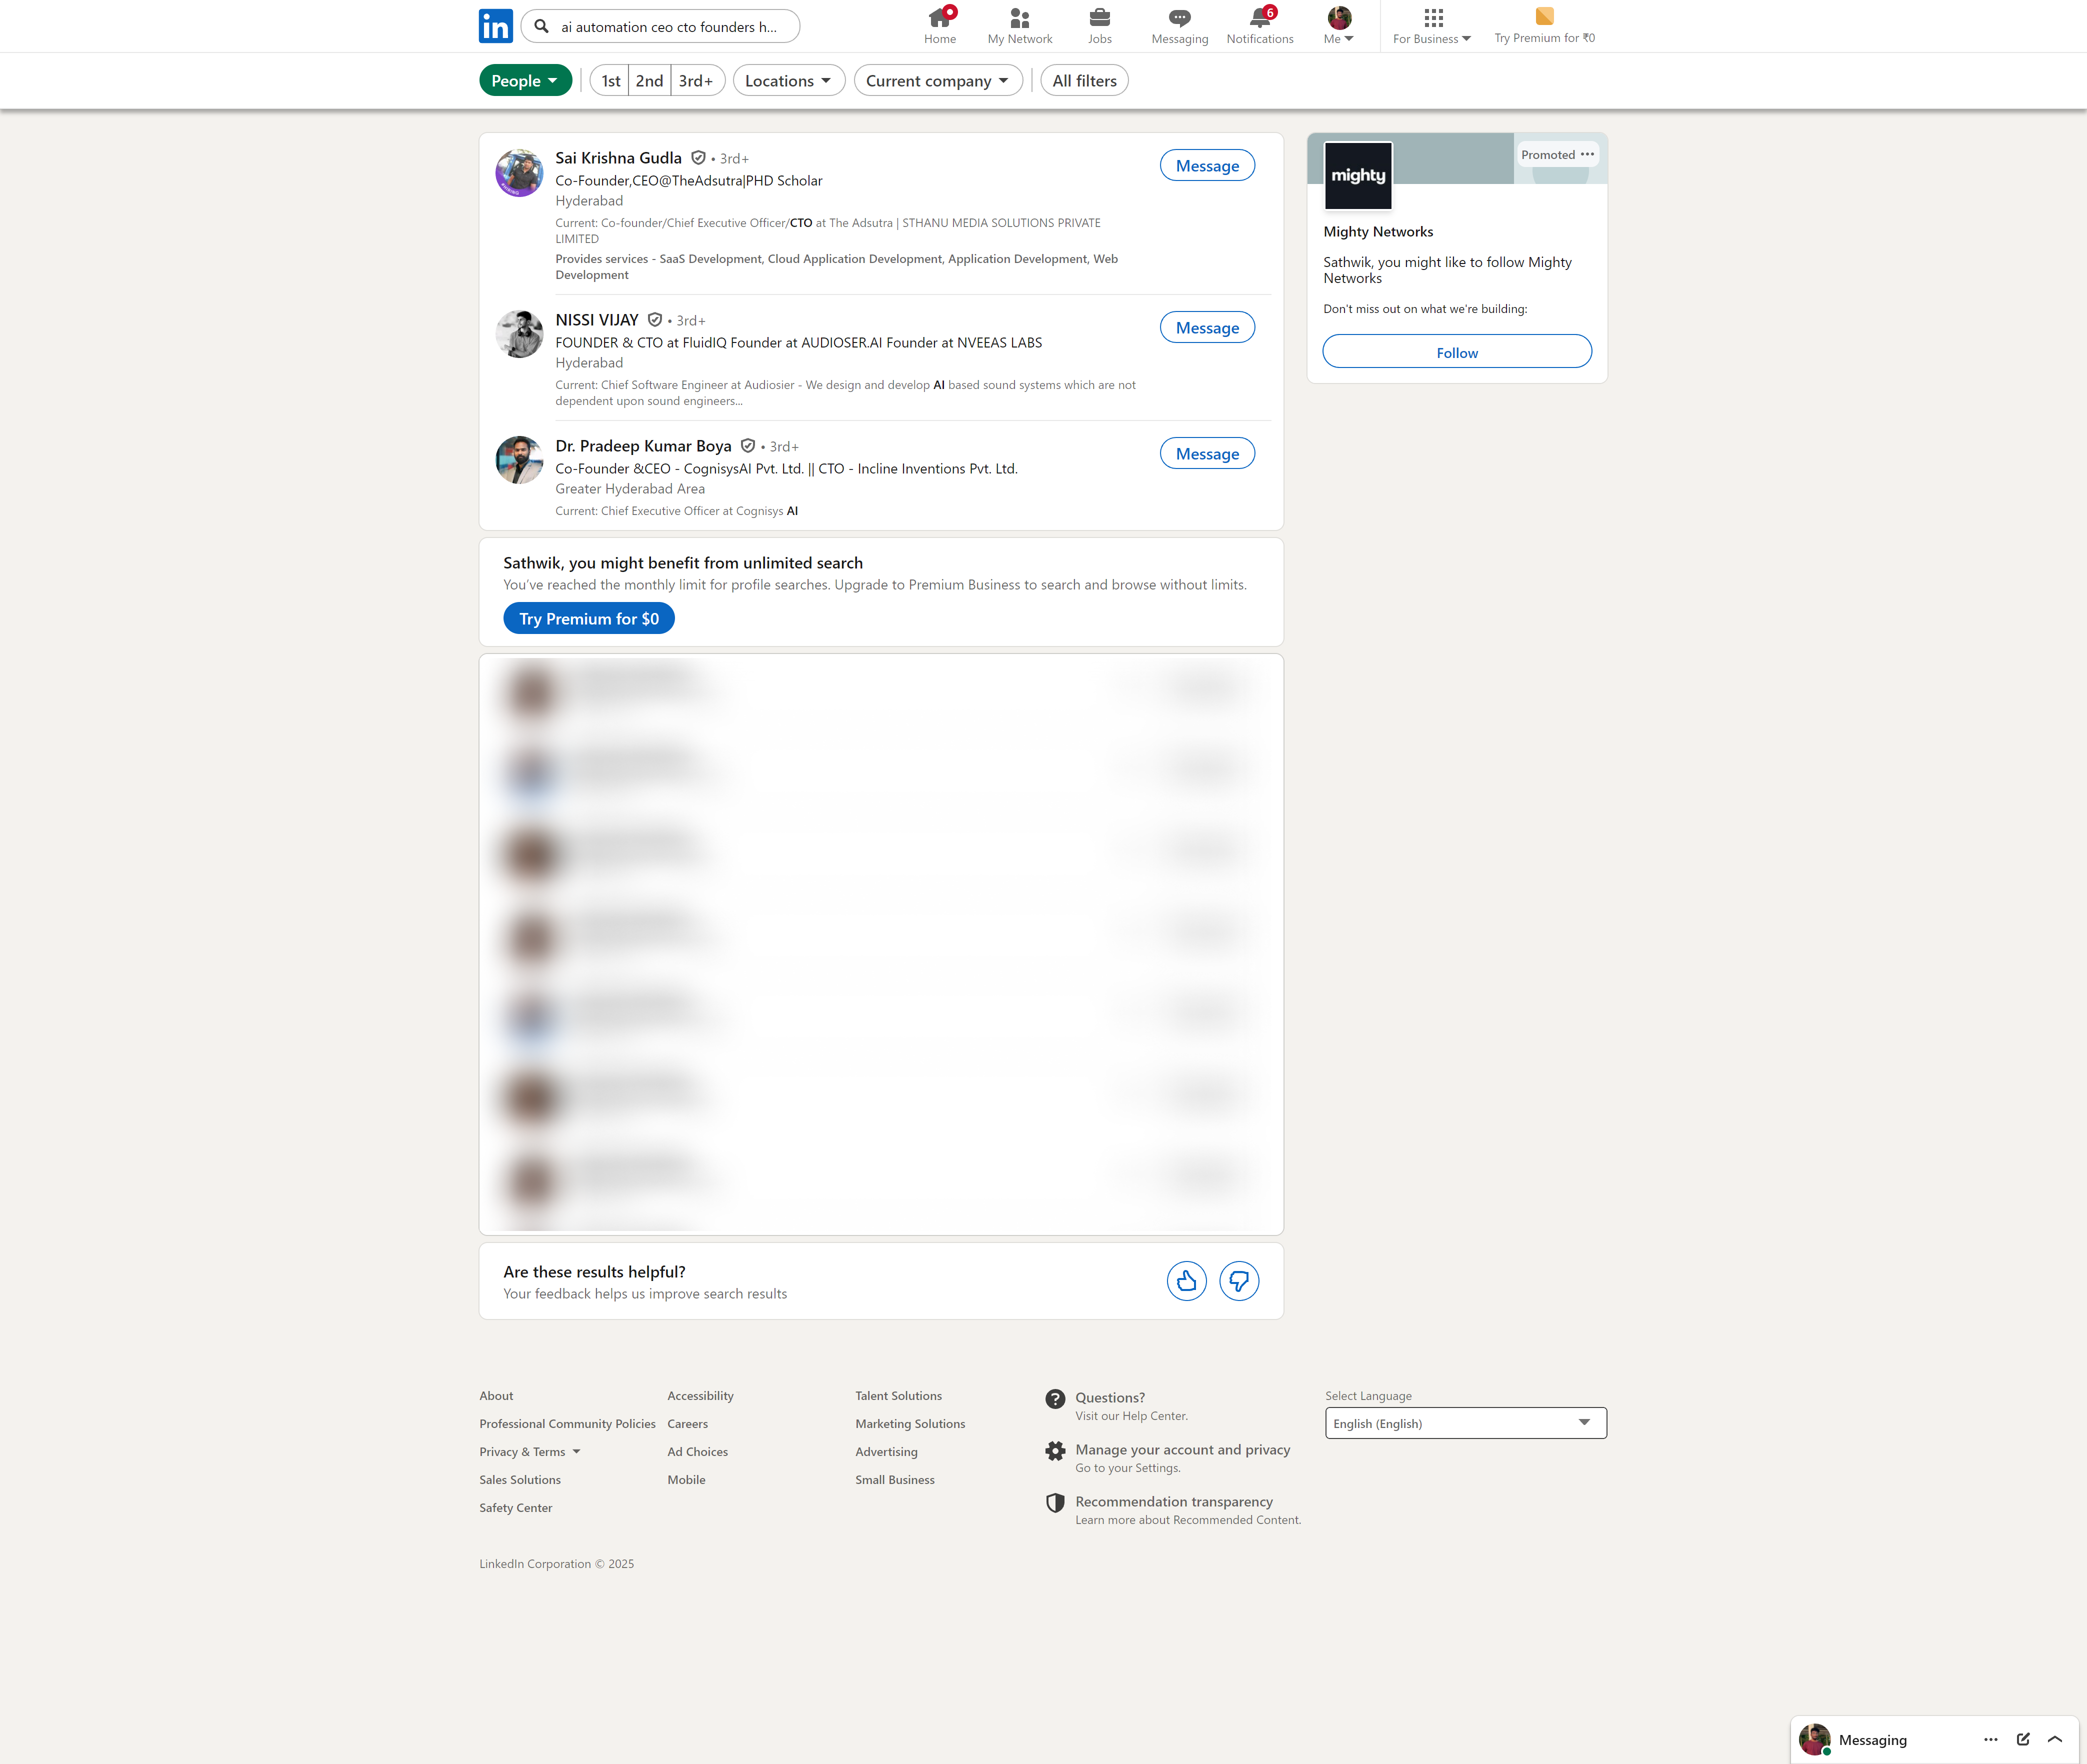 in
ai automation ceo cto founders h...
Home
My Network
Jobs
Messaging
6
Notifications
Me
For Business
Try Premium for ₹0
People
1st
2nd
3rd+
Locations
Current company
All filters
Sai Krishna Gudla • 3rd+
Co-Founder,CEO@TheAdsutra|PHD Scholar
Hyderabad
Current: Co-founder/Chief Executive Officer/CTO at The Adsutra | STHANU MEDIA SOLUTIONS PRIVATE
LIMITED
Provides services - SaaS Development, Cloud Application Development, Application Development, Web
Development
Message
NISSI VIJAY • 3rd+
FOUNDER & CTO at FluidIQ Founder at AUDIOSER.AI Founder at NVEEAS LABS
Hyderabad
Current: Chief Software Engineer at Audiosier - We design and develop AI based sound systems which are not
dependent upon sound engineers...
Message
Dr. Pradeep Kumar Boya • 3rd+
Co-Founder &CEO - CognisysAI Pvt. Ltd. || CTO - Incline Inventions Pvt. Ltd.
Greater Hyderabad Area
Current: Chief Executive Officer at Cognisys AI
Message
Promoted
mighty
Mighty Networks
Sathwik, you might like to follow Mighty
Networks
Don't miss out on what we're building:
Follow
Sathwik, you might benefit from unlimited search
You've reached the monthly limit for profile searches. Upgrade to Premium Business to search and browse without limits.
Try Premium for $0
Are these results helpful?
Your feedback helps us improve search results
About
Professional Community Policies
Privacy & Terms
Sales Solutions
Safety Center
Accessibility
Careers
Ad Choices
Mobile
Talent Solutions
Marketing Solutions
Advertising
Small Business
Questions?
Visit our Help Center.
Manage your account and privacy
Go to your Settings.
Recommendation transparency
Learn more about Recommended Content.
Select Language
English (English)
LinkedIn Corporation © 2025
Messaging